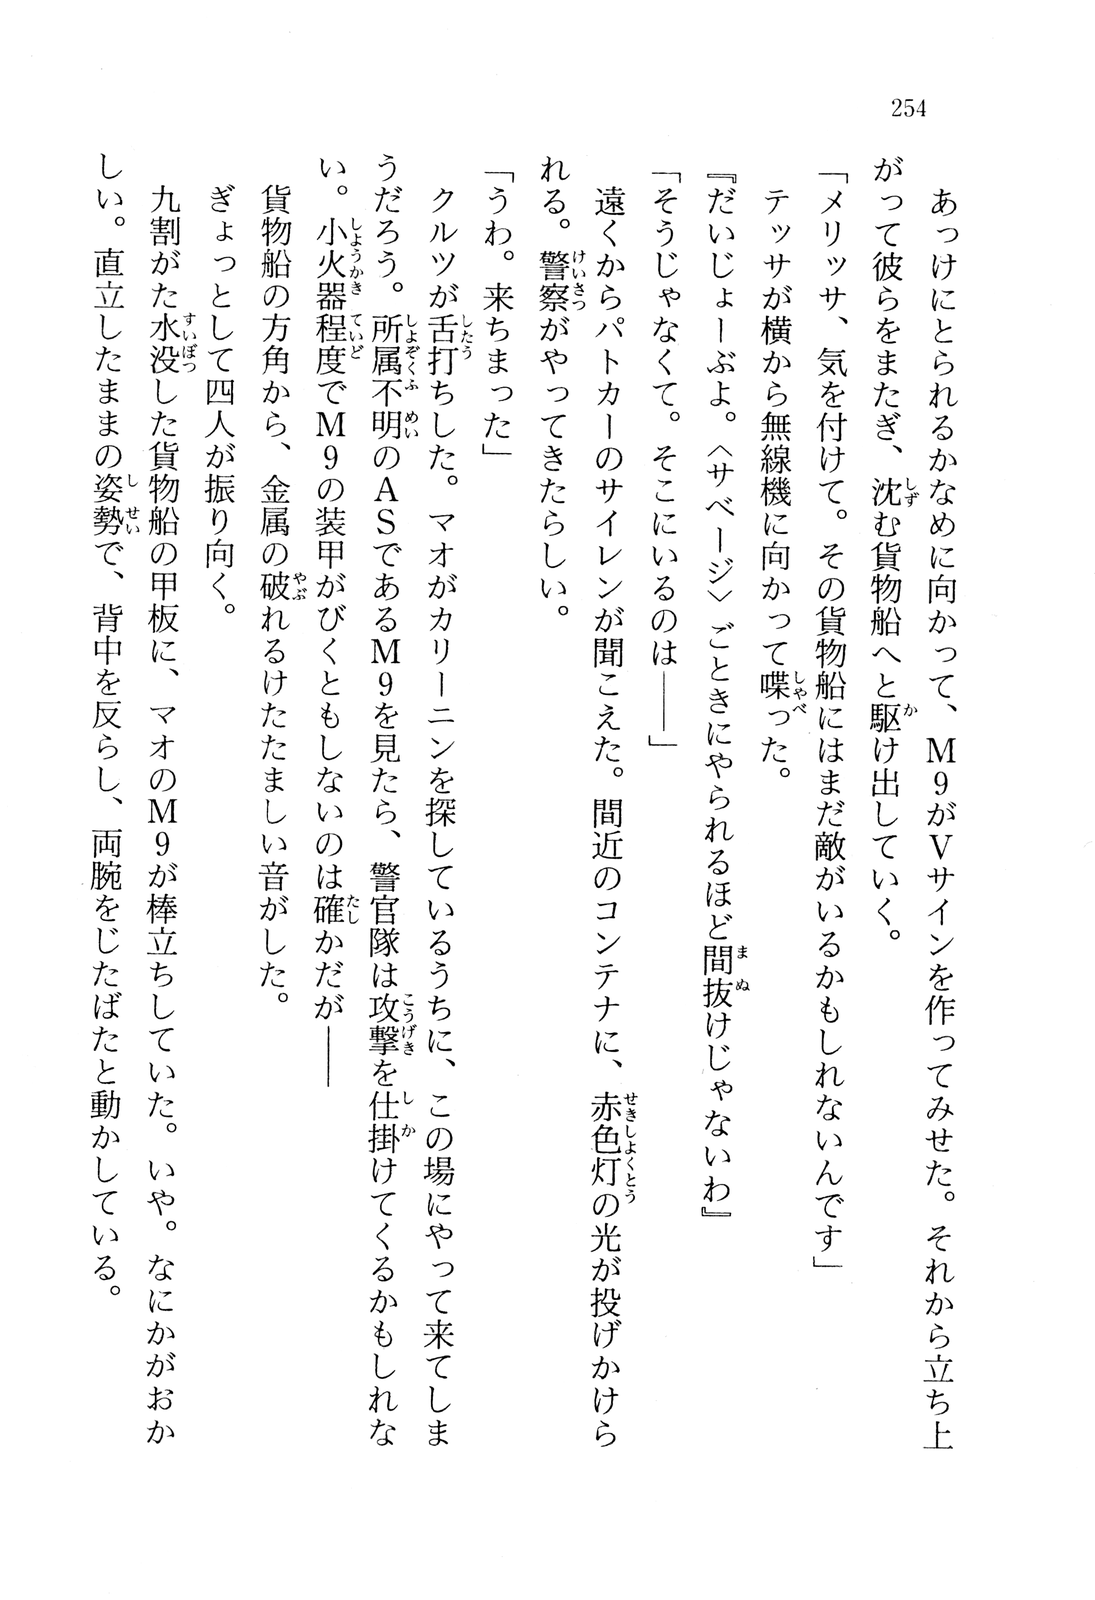 254
　あっけにとられるかなめに向かって、M9がVサインを作ってみせた。それから立ち上
がって彼らをまたぎ、沈む貨物船へと駆け出していく。
「メリッサ、気を付けて。その貨物船にはまだ敵がいるかもしれないんです」
　テッサが横から無線機に向かって喋った。
『だいじょーぶよ。〈サベージ〉ごときにやられるほど間抜けじゃないわ』
「そうじゃなくて。そこにいるのは――」
　遠くからパトカーのサイレンが聞こえた。間近のコンテナに、赤色灯の光が投げかけら
れる。警察がやってきたらしい。
「うわ。来ちまった」
　クルツが舌打ちした。マオがカリーニンを探しているうちに、この場にやって来てしま
うだろう。所属不明のASであるM9を見たら、警官隊は攻撃を仕掛けてくるかもしれな
い。小火器程度でM9の装甲がびくともしないのは確かだが――
　貨物船の方角から、金属の破れるけたたましい音がした。
　ぎょっとして四人が振り向く。
　九割がた水没した貨物船の甲板に、マオのM9が棒立ちしていた。いや。なにかがおか
しい。直立したままの姿勢で、背中を反らし、両腕をじたばたと動かしている。